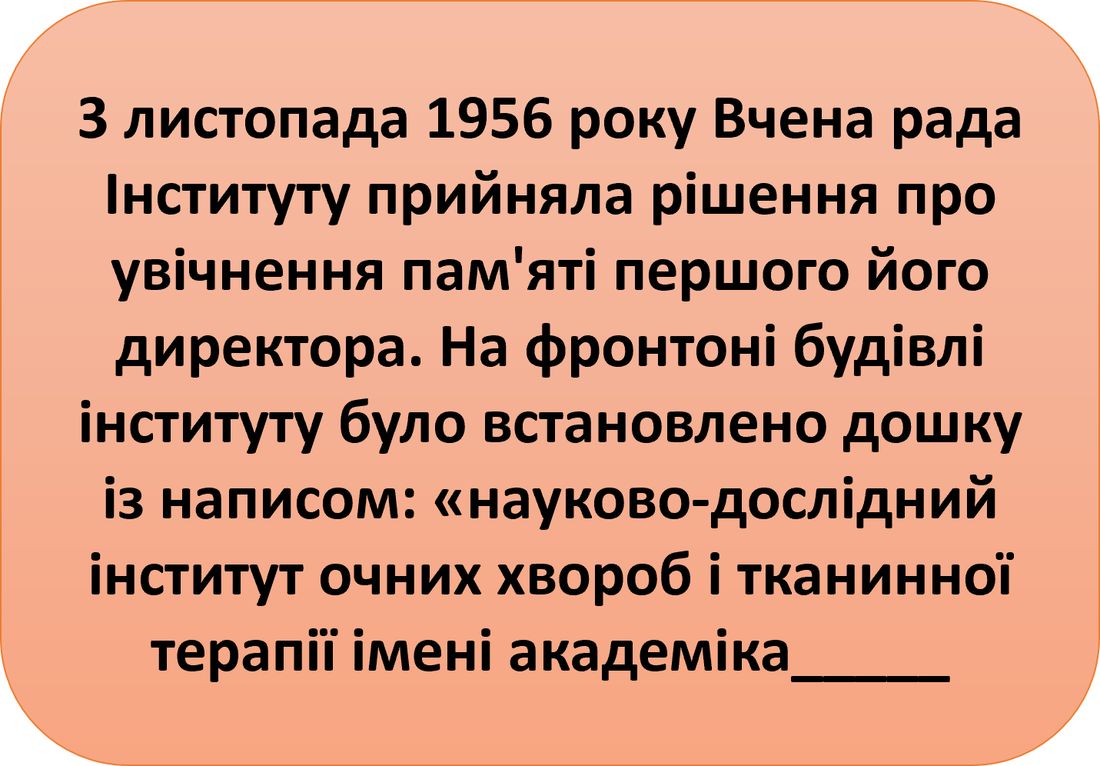 3 листопада 1956 року Вчена рада
Інституту прийняла рішення про
увічнення пам'яті першого його
директора. На фронтоні будівлі
інституту було встановлено дошку
із написом: «науково-дослідний
інститут очних хвороб і тканинної
терапії імені академіка_____